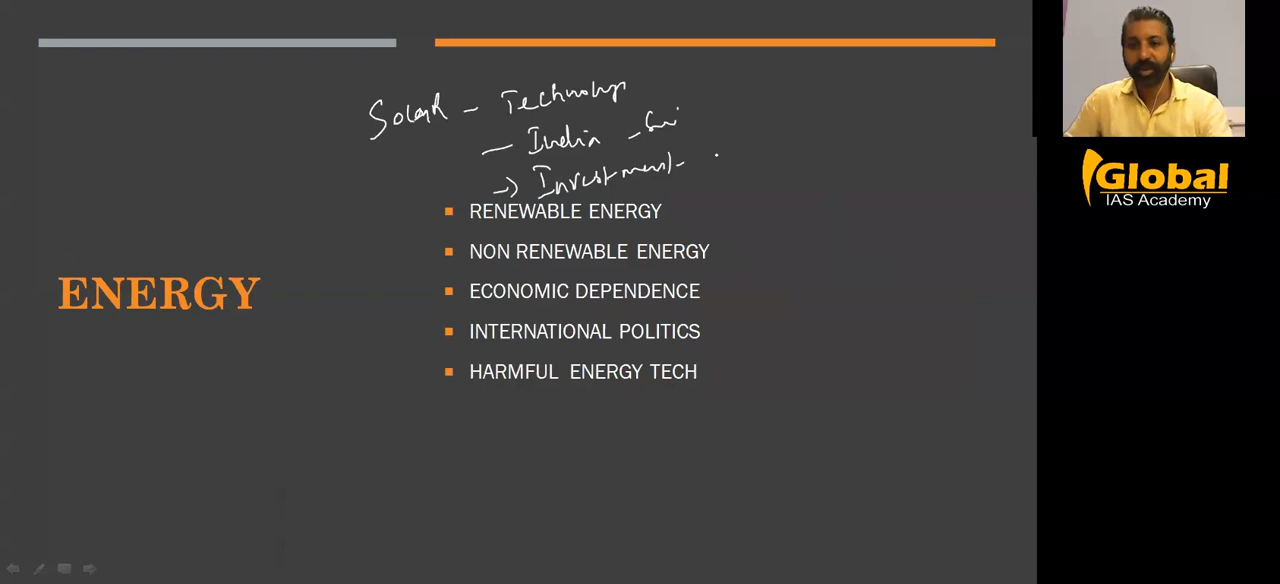 Solar - Technology
- India -
→ Investment -
RENEWABLE ENERGY
NON RENEWABLE ENERGY
ENERGY
ECONOMIC DEPENDENCE
INTERNATIONAL POLITICS
HARMFUL ENERGY TECH
Global
IAS Academy